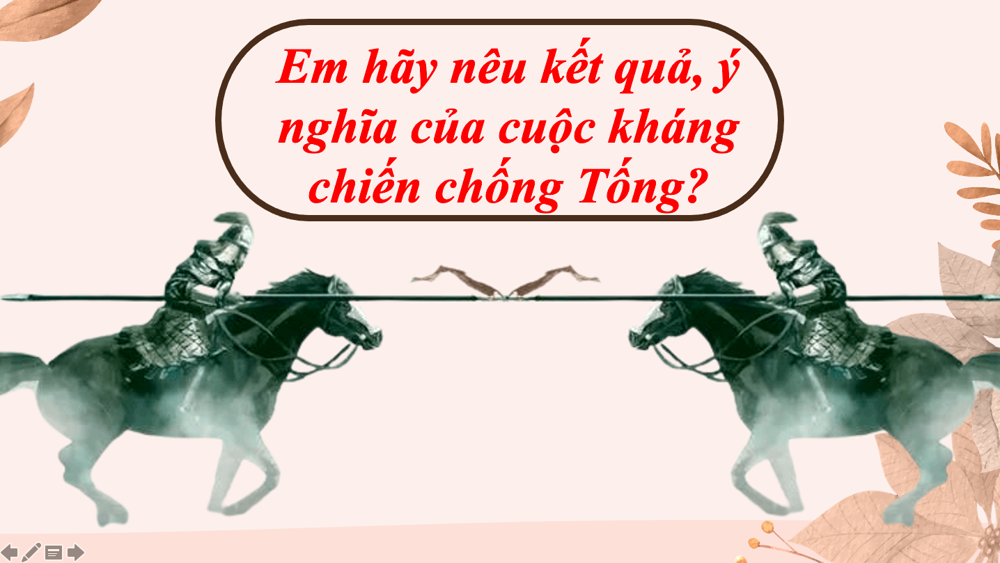 Em hãy nêu kết quả, ý
nghĩa của cuộc kháng
chiến chống Tống?